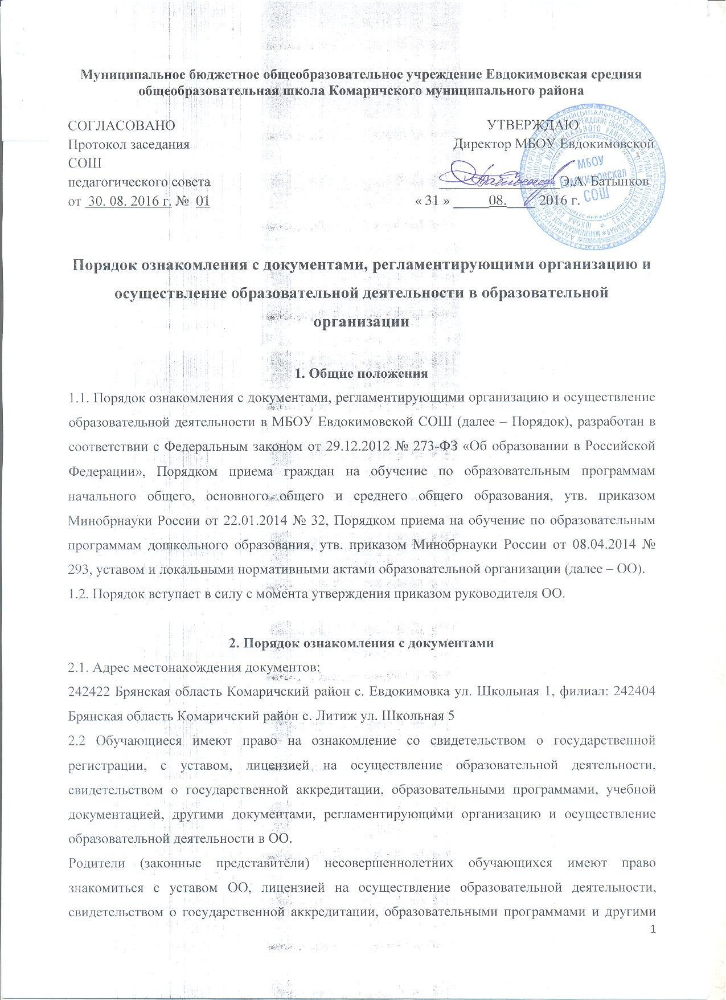 Муниципальное бюджетное общеобразовательное учреждение Евдокимовская средняя
общеобразовательная школа Комаричского муниципального района
СОГЛАСОВАНО УТВЕРЖДАЮ
Протокол заседания Директор МБОУ Евдокимовской
СОШ
педагогического совета Э.А. Батынков
от 30. 08. 2016 г. № 01 « 31 » ______08.____ 2016 г.
МБОУ
Евдокимовская
СОШ
Порядок ознакомления с документами, регламентирующими организацию и
осуществление образовательной деятельности в образовательной
организации
1. Общие положения
1.1. Порядок ознакомления с документами, регламентирующими организацию и осуществление
образовательной деятельности в МБОУ Евдокимовской СОШ (далее – Порядок), разработан в
соответствии с Федеральным законом от 29.12.2012 № 273-ФЗ «Об образовании в Российской
Федерации», Порядком приема граждан на обучение по образовательным программам
начального общего, основного общего и среднего общего образования, утв. приказом
Минобрнауки России от 22.01.2014 № 32, Порядком приема на обучение по образовательным
программам дошкольного образования, утв. приказом Минобрнауки России от 08.04.2014 №
293, уставом и локальными нормативными актами образовательной организации (далее – ОО).
1.2. Порядок вступает в силу с момента утверждения приказом руководителя ОО.
2. Порядок ознакомления с документами
2.1. Адрес местонахождения документов:
242422 Брянская область Комаричский район с. Евдокимовка ул. Школьная 1, филиал: 242404
Брянская область Комаричский район с. Литиж ул. Школьная 5
2.2 Обучающиеся имеют право на ознакомление со свидетельством о государственной
регистрации, с уставом, лицензией на осуществление образовательной деятельности,
свидетельством о государственной аккредитации, образовательными программами, учебной
документацией, другими документами, регламентирующими организацию и осуществление
образовательной деятельности в ОО.
Родители (законные представители) несовершеннолетних обучающихся имеют право
знакомиться с уставом ОО, лицензией на осуществление образовательной деятельности,
свидетельством о государственной аккредитации, образовательными программами и другими
1